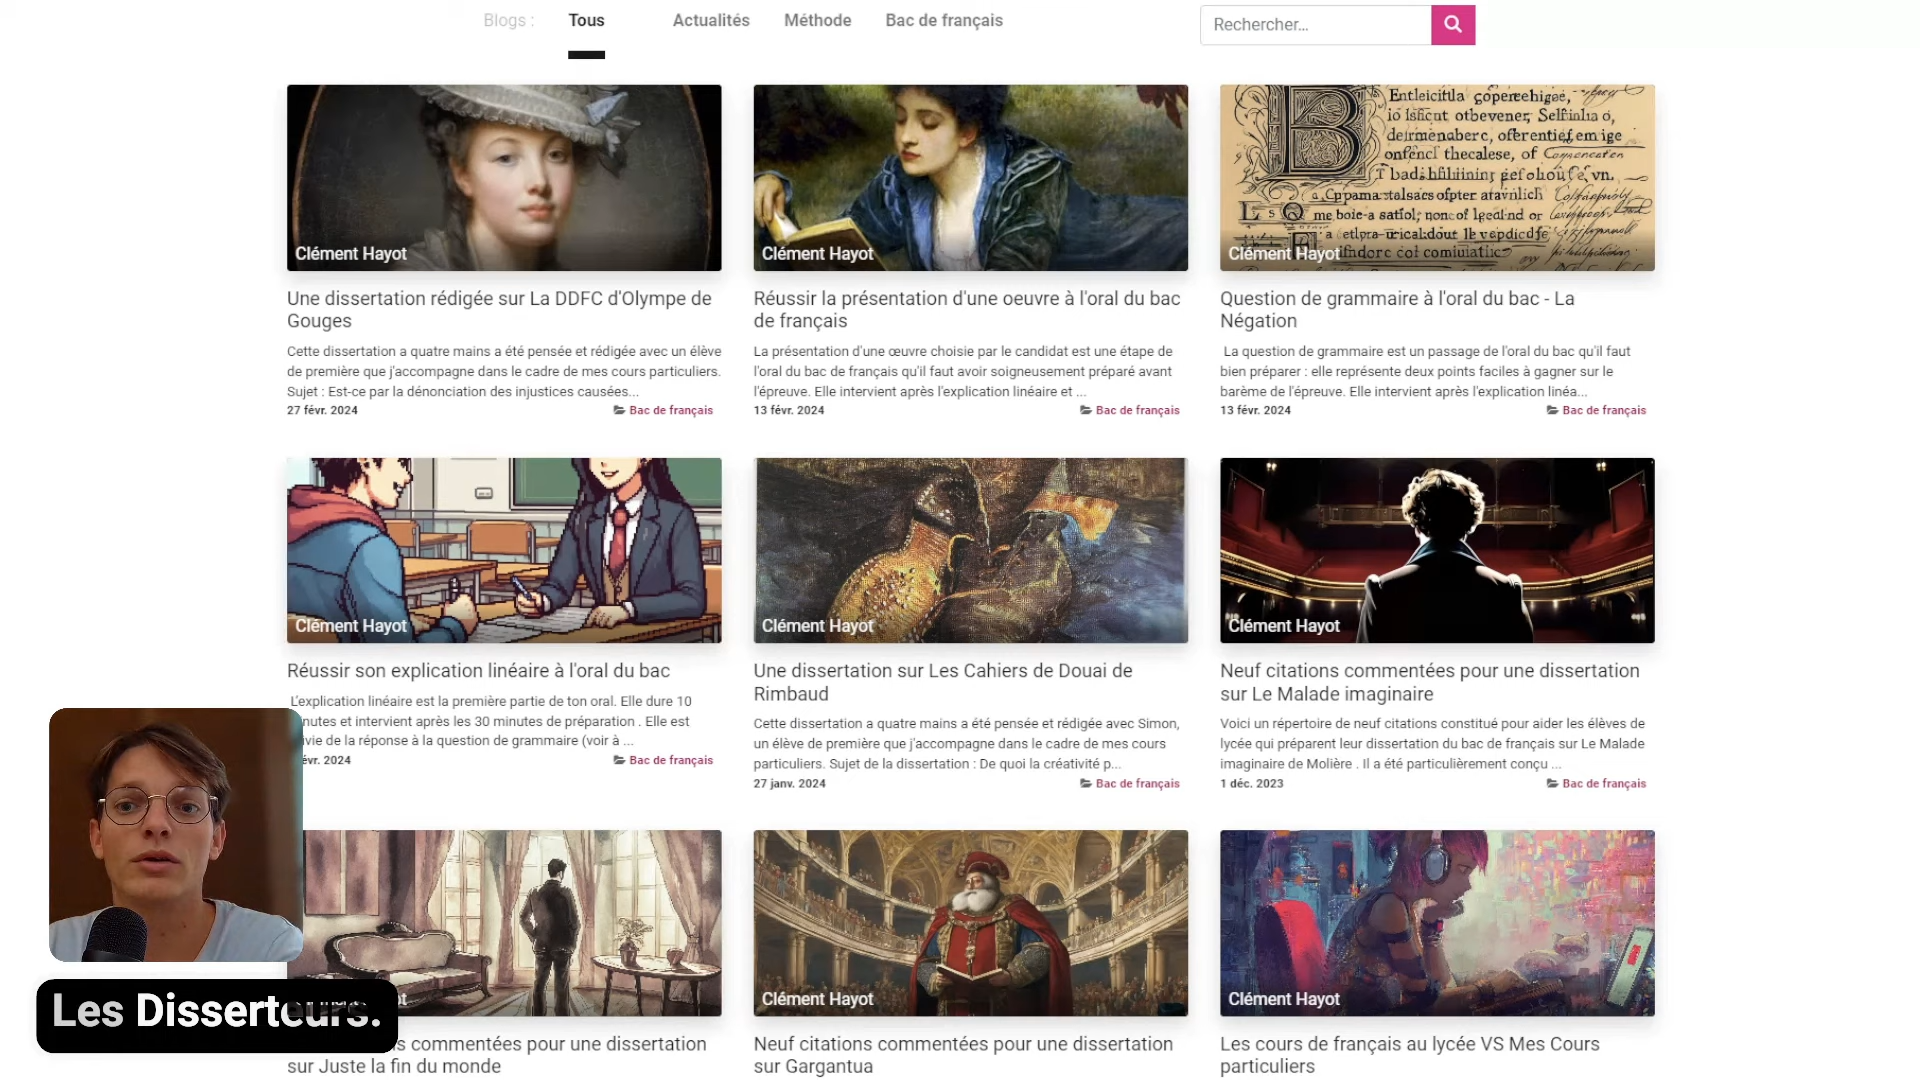 Blogs :
Tous
Actualités
Méthode
Bac de français
Rechercher...
Clément Hayot
Une dissertation rédigée sur La DDFC d'Olympe de
Gouges
Cette dissertation a quatre mains a été pensée et rédigée avec un élève
de première que j'accompagne dans le cadre de mes cours particuliers.
Sujet : Est-ce par la dénonciation des injustices causées...
27 févr. 2024
Bac de français
Clément Hayot
Réussir la présentation d'une oeuvre à l'oral du bac
de français
La présentation d'une œuvre choisie par le candidat est une étape de
l'oral du bac de français qu'il faut avoir soigneusement préparé avant
l'épreuve. Elle intervient après l'explication linéaire et ...
13 févr. 2024
Bac de français
Clément Hayot
Question de grammaire à l'oral du bac - La
Négation
La question de grammaire est un passage de l'oral du bac qu'il faut
bien préparer : elle représente deux points faciles à gagner sur le
barème de l'épreuve. Elle intervient après l'explication linéa...
13 févr. 2024
Bac de français
Clément Hayot
Réussir son explication linéaire à l'oral du bac
L'explication linéaire est la première partie de ton oral. Elle dure 10
nutes et intervient après les 30 minutes de préparation . Elle est
ivie de la réponse à la question de grammaire (voir à ...
évr. 2024
Bac de français
Clément Hayot
Une dissertation sur Les Cahiers de Douai de
Rimbaud
Cette dissertation a quatre mains a été pensée et rédigée avec Simon,
un élève de première que j'accompagne dans le cadre de mes cours
particuliers. Sujet de la dissertation : De quoi la créativité p...
27 janv. 2024
Bac de français
Clément Hayot
Neuf citations commentées pour une dissertation
sur Le Malade imaginaire
Voici un répertoire de neuf citations constitué pour aider les élèves de
lycée qui préparent leur dissertation du bac de français sur Le Malade
imaginaire de Molière . Il a été particulièrement conçu ...
1 déc. 2023
Bac de français
Les Disserteurs.
commentées pour une dissertation
sur Juste la fin du monde
Clément Hayot
Neuf citations commentées pour une dissertation
sur Gargantua
Clément Hayot
Les cours de français au lycée VS Mes Cours
particuliers